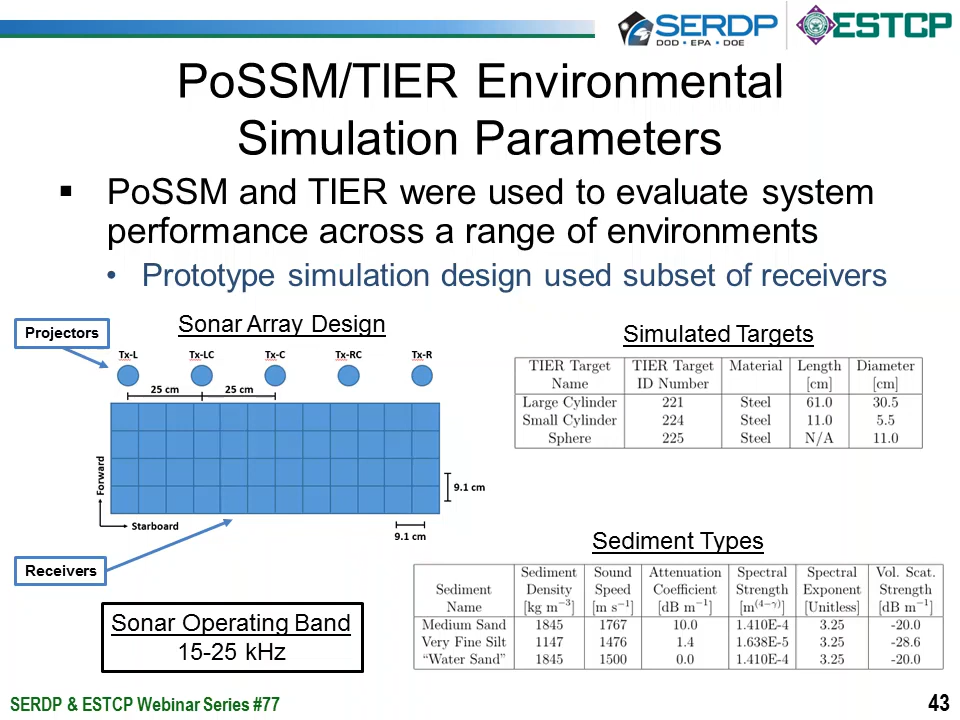 SERDP
DOD • EPA • DOE
ESTCP
PoSSM/TIER Environmental
Simulation Parameters
▪ PoSSM and TIER were used to evaluate system
performance across a range of environments
• Prototype simulation design used subset of receivers
Projectors
Sonar Array Design
Tx-L Tx-LC Tx-C Tx-RC Tx-R
25 cm 25 cm
Forward
9.1 cm
Starboard
9.1 cm
Receivers
Sonar Operating Band
15-25 kHz
Simulated Targets
TIER Target TIER Target Material Length Diameter
Name ID Number [cm] [cm]
Large Cylinder 221 Steel 61.0 30.5
Small Cylinder 224 Steel 11.0 5.5
Sphere 225 Steel N/A 11.0
Sediment Types
Sediment Sound Attenuation Spectral Spectral Vol. Scat.
Sediment Density Speed Coefficient Strength Exponent Strength
Name [kg m⁻³] [m s⁻¹] [dB m⁻¹] [m⁽⁴⁻ᵞ⁾] [Unitless] [dB m⁻¹]
Medium Sand 1845 1767 10.0 1.410E-4 3.25 -20.0
Very Fine Silt 1147 1476 1.4 1.638E-5 3.25 -28.6
“Water Sand” 1845 1500 0.0 1.410E-4 3.25 -20.0
SERDP & ESTCP Webinar Series #77
43